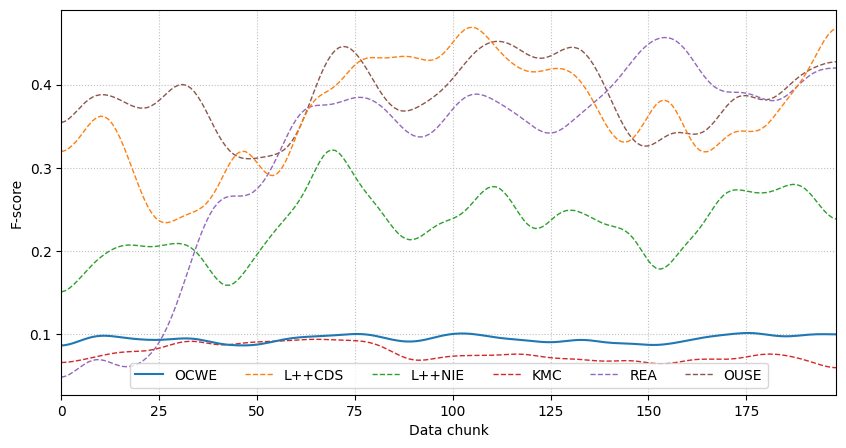 F-score
0.4
0.3
0.2
0.1
OCWE L++CDS L++NIE KMC REA OUSE
0 25 50 75 100 125 150 175
Data chunk